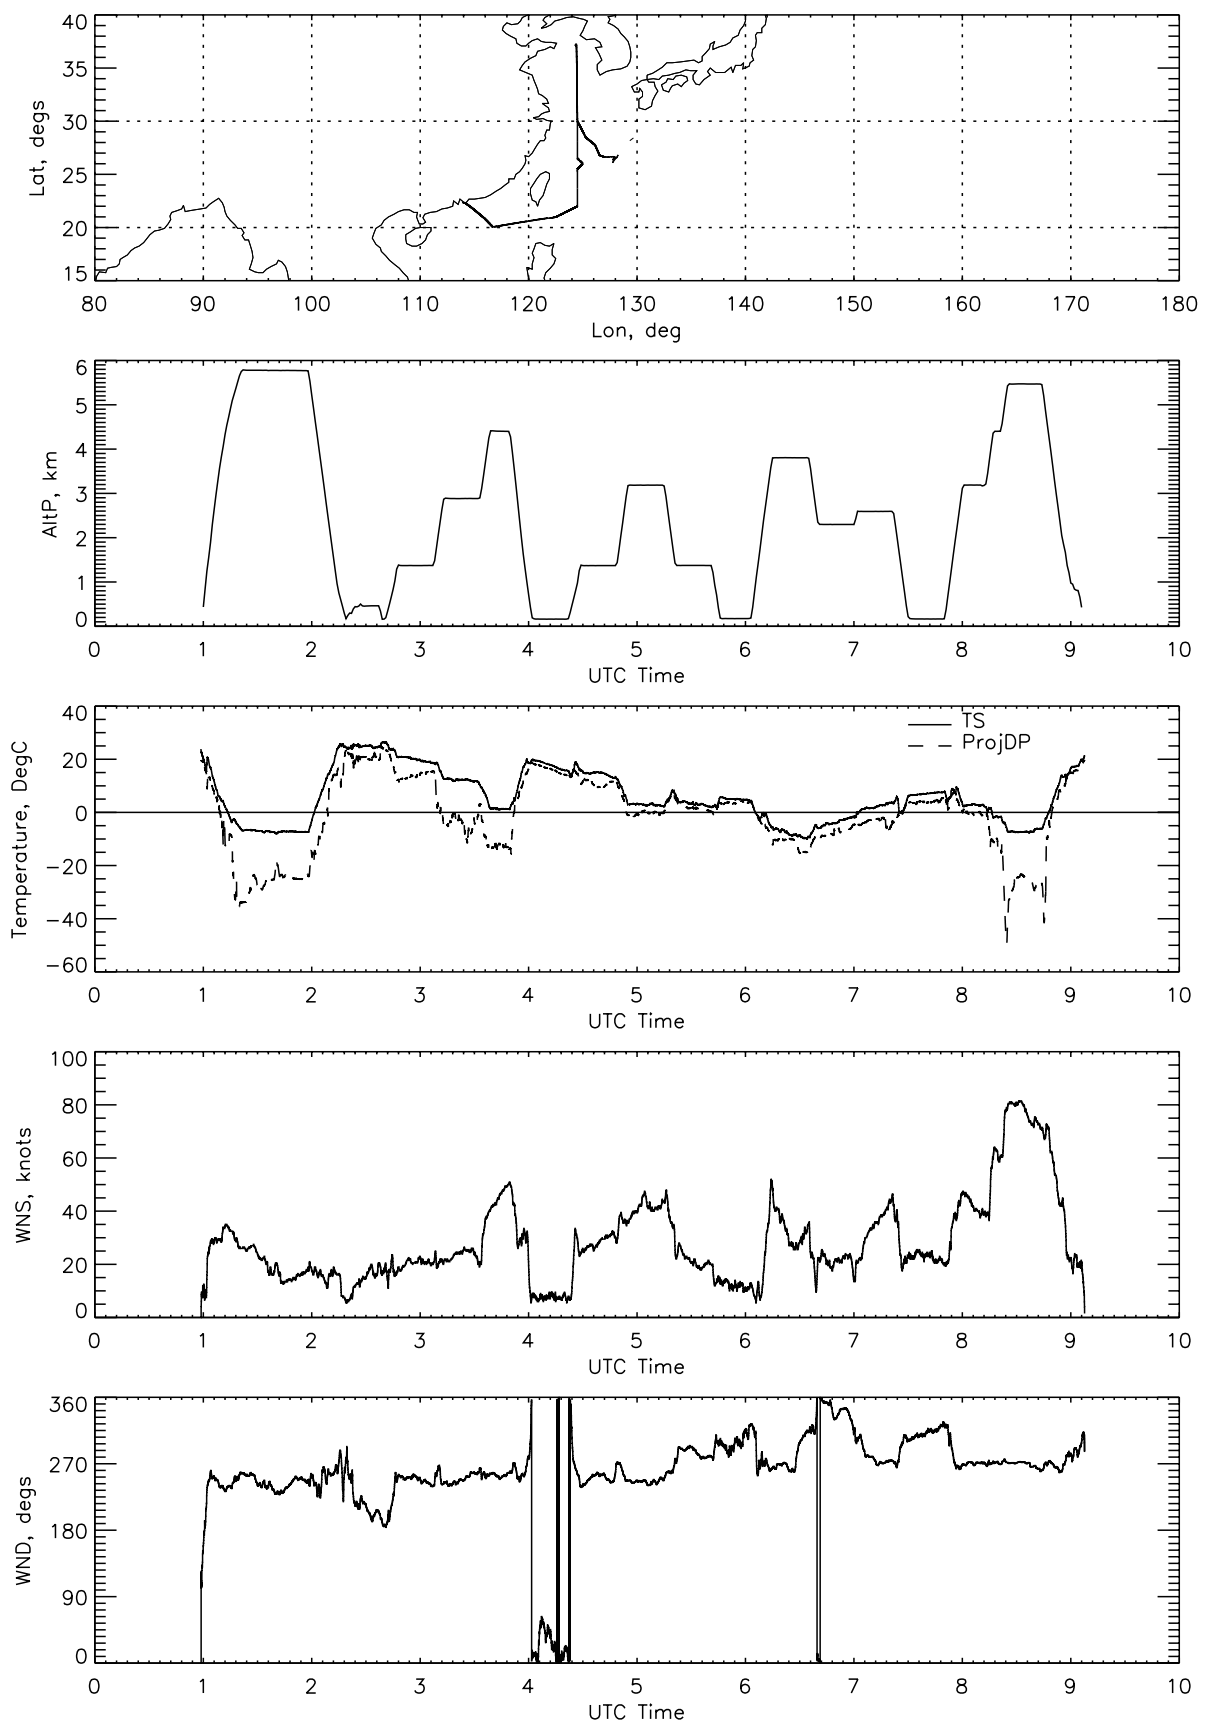 40
35
30
25
20
15
Lat, degs
80 90 100 110 120 130 140 150 160 170 180
Lon, deg
6
5
4
3
2
1
0
AltP, km
0 1 2 3 4 5 6 7 8 9 10
UTC Time
40
20
0
−20
−40
−60
Temperature, DegC
TS
ProjDP
0 1 2 3 4 5 6 7 8 9 10
UTC Time
100
80
60
40
20
0
WNS, knots
0 1 2 3 4 5 6 7 8 9 10
UTC Time
360
270
180
90
0
WND, degs
0 1 2 3 4 5 6 7 8 9 10
UTC Time